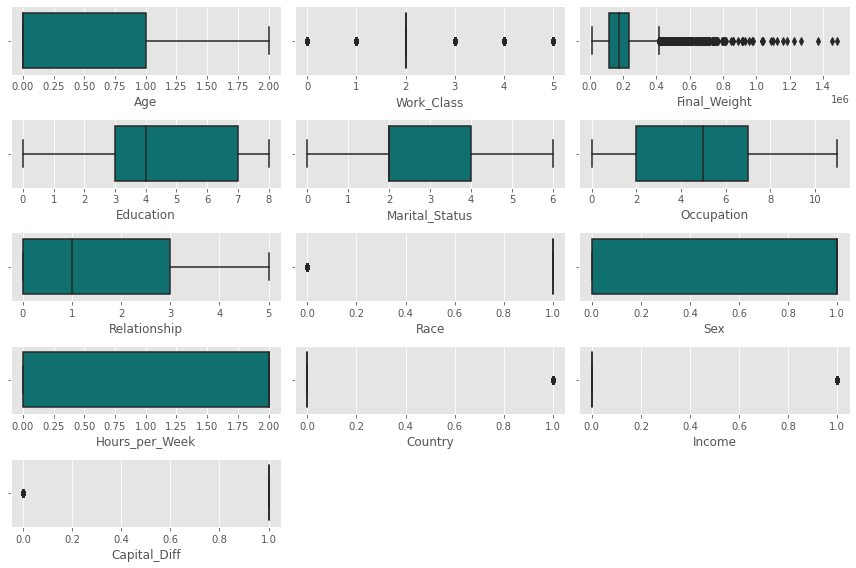 0.00 0.25 0.50 0.75 1.00 1.25 1.50 1.75 2.00
Age
0 1 2 3 4 5
Work_Class
0.0 0.2 0.4 0.6 0.8 1.0 1.2 1.4
1e6
Final_Weight
0 1 2 3 4 5 6 7 8
Education
0 1 2 3 4 5 6
Marital_Status
0 2 4 6 8 10
Occupation
0 1 2 3 4 5
Relationship
0.0 0.2 0.4 0.6 0.8 1.0
Race
0.0 0.2 0.4 0.6 0.8 1.0
Sex
0.00 0.25 0.50 0.75 1.00 1.25 1.50 1.75 2.00
Hours_per_Week
0.0 0.2 0.4 0.6 0.8 1.0
Country
0.0 0.2 0.4 0.6 0.8 1.0
Income
0.0 0.2 0.4 0.6 0.8 1.0
Capital_Diff